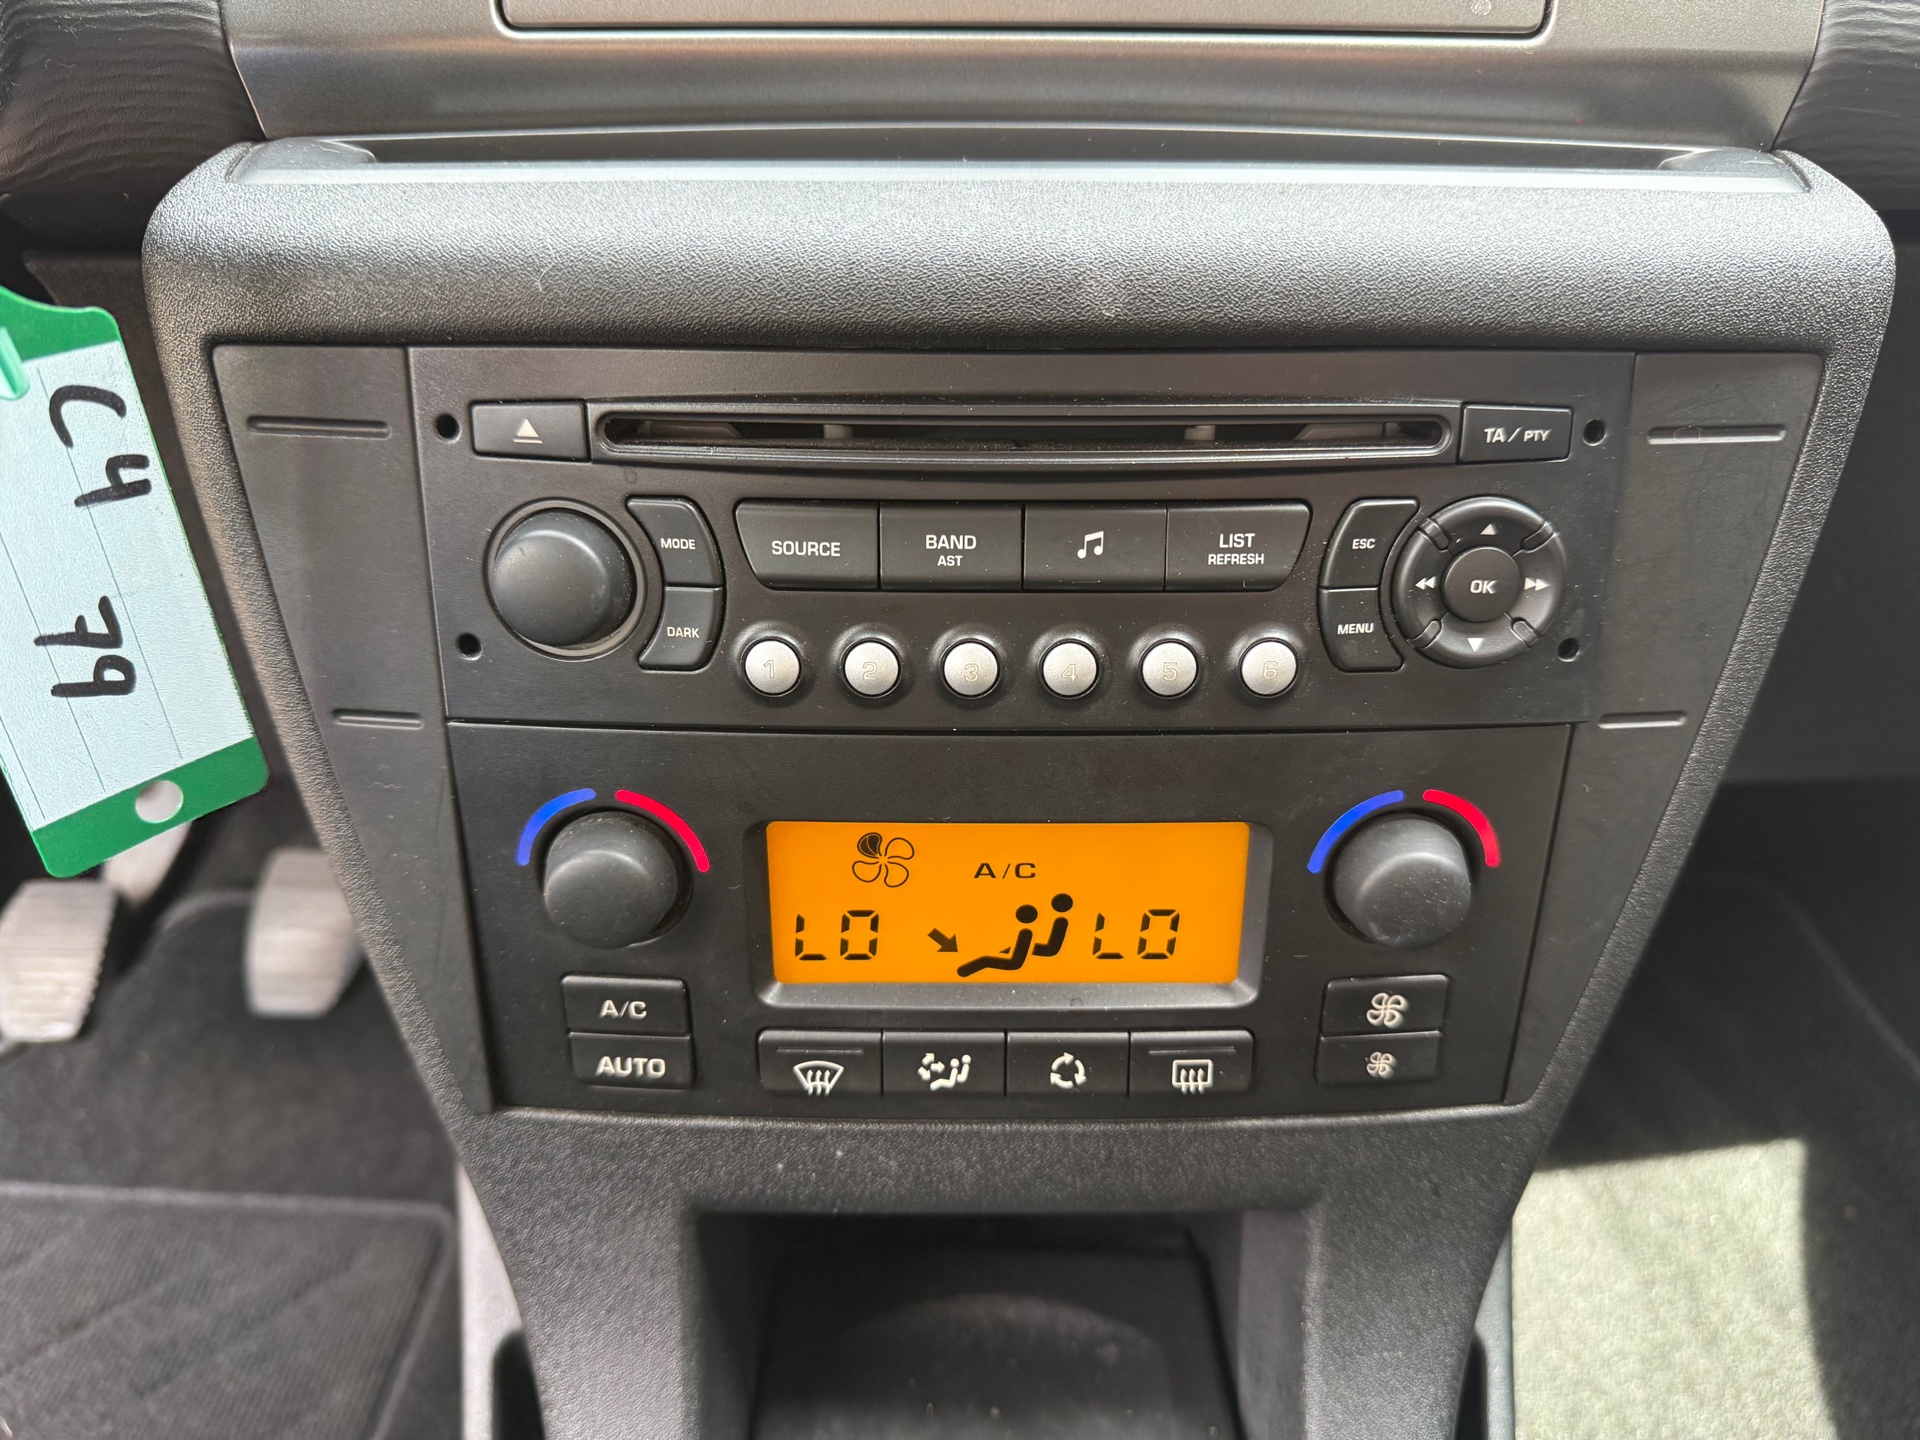 C4
79
TA/PTY
MODE
SOURCE
BAND
AST
LIST
REFRESH
ESC
OK
DARK
MENU
1 2 3 4 5 6
A/C
LO LO
A/C
AUTO